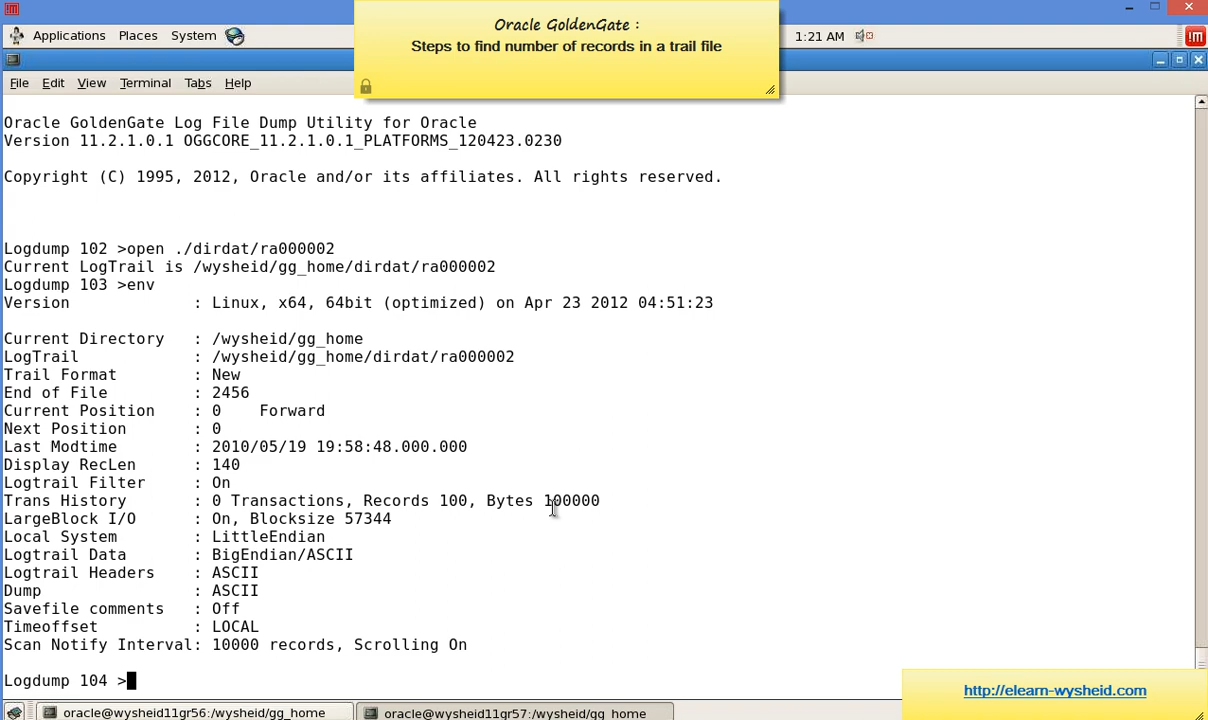 Oracle GoldenGate :
Steps to find number of records in a trail file
Applications Places System
1:21 AM
!m
File Edit View Terminal Tabs Help
Oracle GoldenGate Log File Dump Utility for Oracle
Version 11.2.1.0.1 OGGCORE_11.2.1.0.1_PLATFORMS_120423.0230
Copyright (C) 1995, 2012, Oracle and/or its affiliates. All rights reserved.
Logdump 102 >open ./dirdat/ra000002
Current LogTrail is /wysheid/gg_home/dirdat/ra000002
Logdump 103 >env
Version : Linux, x64, 64bit (optimized) on Apr 23 2012 04:51:23
Current Directory : /wysheid/gg_home
LogTrail : /wysheid/gg_home/dirdat/ra000002
Trail Format : New
End of File : 2456
Current Position : 0 Forward
Next Position : 0
Last Modtime : 2010/05/19 19:58:48.000.000
Display RecLen : 140
Logtrail Filter : On
Trans History : 0 Transactions, Records 100, Bytes 100000
LargeBlock I/O : On, Blocksize 57344
Local System : LittleEndian
Logtrail Data : BigEndian/ASCII
Logtrail Headers : ASCII
Dump : ASCII
Savefile comments : Off
Timeoffset : LOCAL
Scan Notify Interval: 10000 records, Scrolling On
Logdump 104 >
http://elearn-wysheid.com
oracle@wysheid11gr56:/wysheid/gg_home
oracle@wysheid11gr57:/wysheid/gg_home